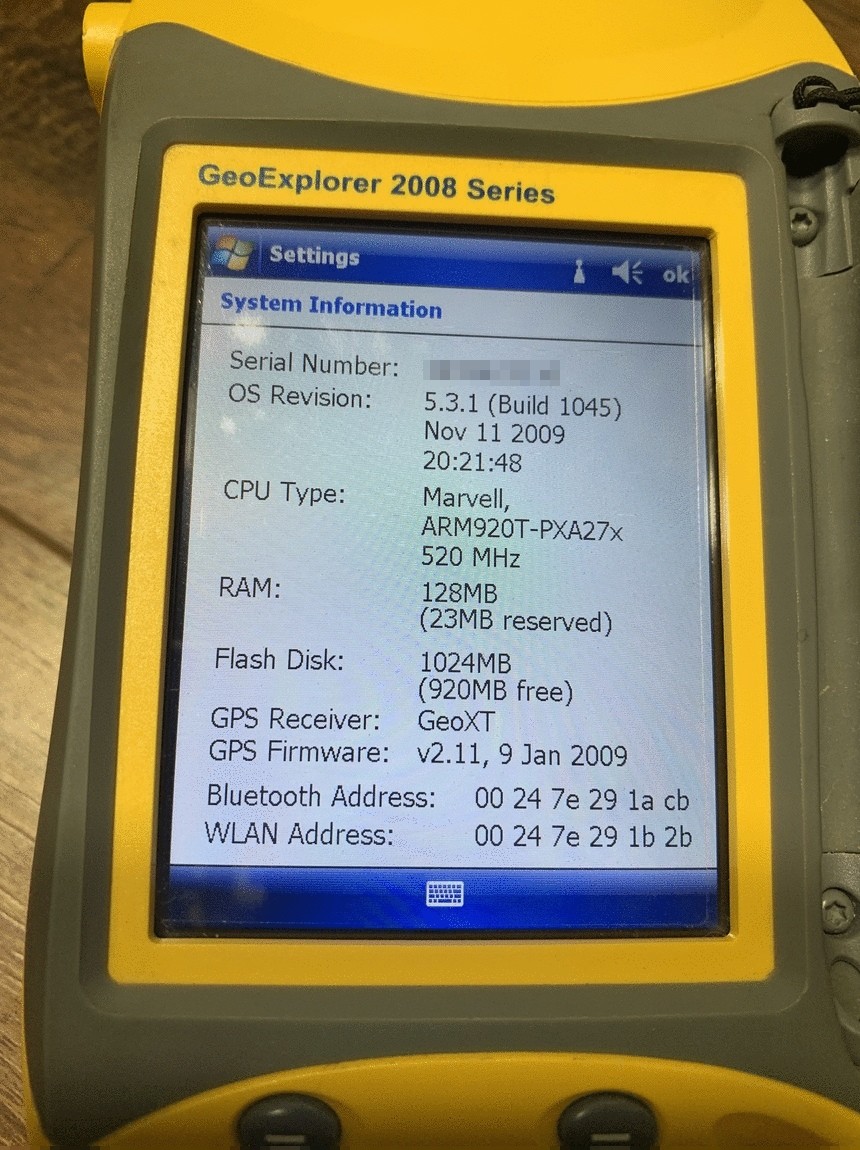 GeoExplorer 2008 Series
Settings ok
System Information
Serial Number:
OS Revision: 5.3.1 (Build 1045)
Nov 11 2009
20:21:48
CPU Type: Marvell,
ARM920T-PXA27x
520 MHz
RAM: 128MB
(23MB reserved)
Flash Disk: 1024MB
(920MB free)
GPS Receiver: GeoXT
GPS Firmware: v2.11, 9 Jan 2009
Bluetooth Address: 00 24 7e 29 1a cb
WLAN Address: 00 24 7e 29 1b 2b